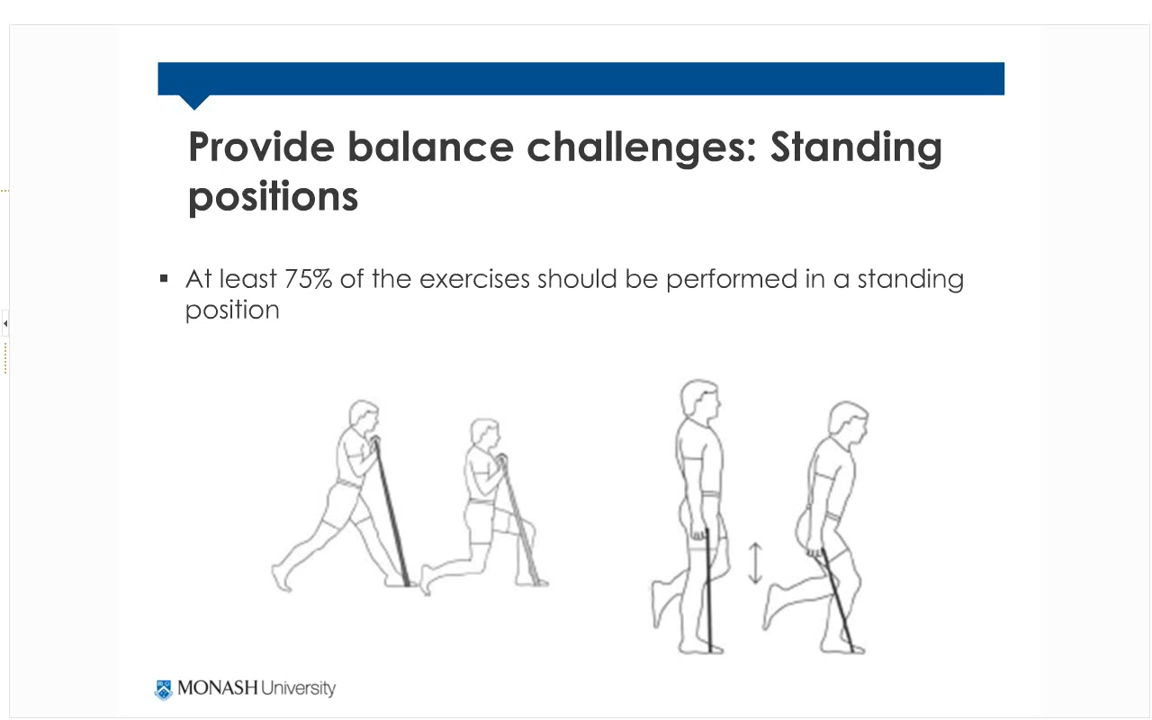 Provide balance challenges: Standing
positions
▪ At least 75% of the exercises should be performed in a standing
position
MONASH University